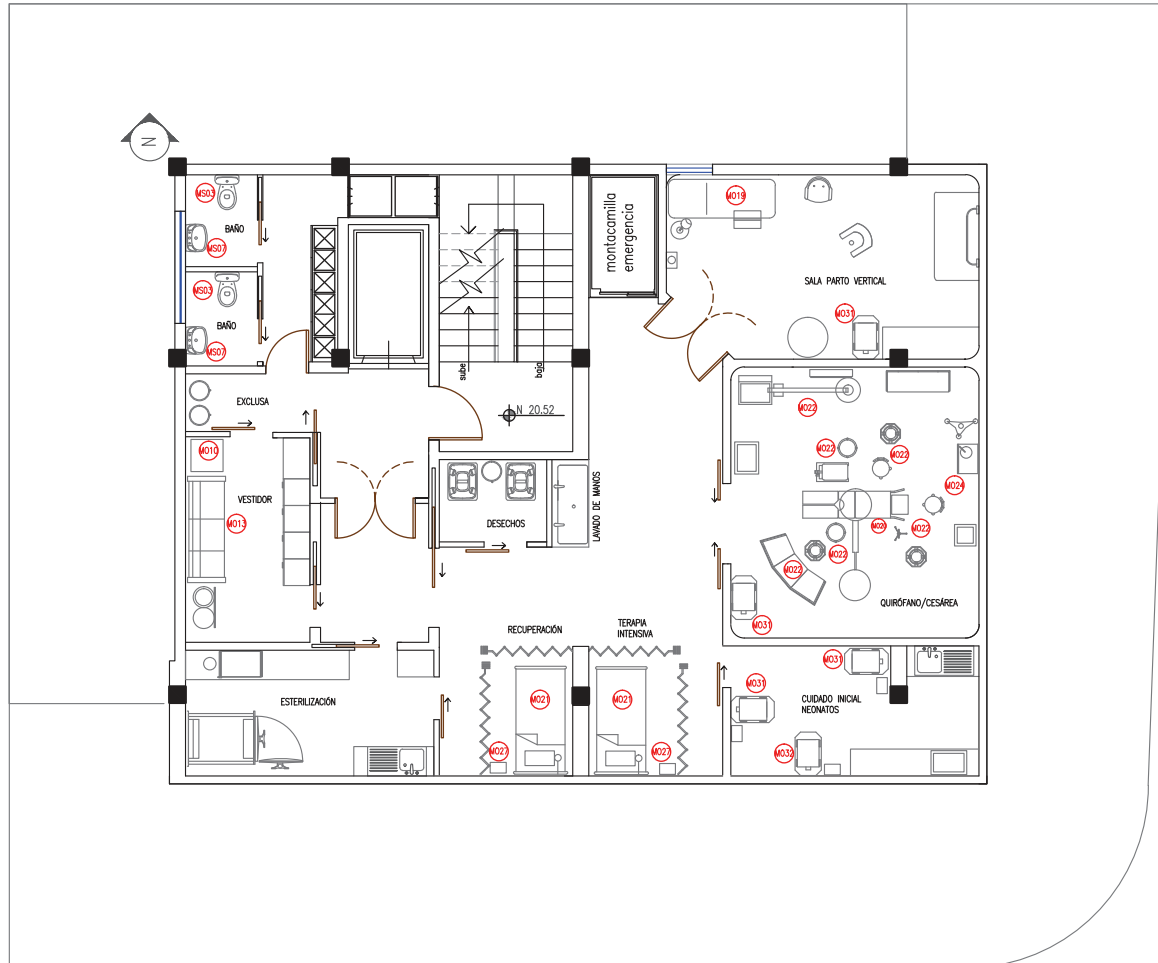 N
MS03
BAÑO
MS07
MS03
BAÑO
MS07
EXCLUSA
MO10
VESTIDOR
MO13
sube
baja
N 20.52
montacamilla
emergencia
MO19
SALA PARTO VERTICAL
MO31
MO22
MO22
MO22
MO24
MO20
MO22
MO22
MO22
QUIRÓFANO/CESÁREA
MO31
DESECHOS
LAVADO DE MANOS
RECUPERACIÓN
TERAPIA
INTENSIVA
MO21
MO21
MO27
MO27
ESTERILIZACIÓN
MO31
MO31
CUIDADO INICIAL
NEONATOS
MO32